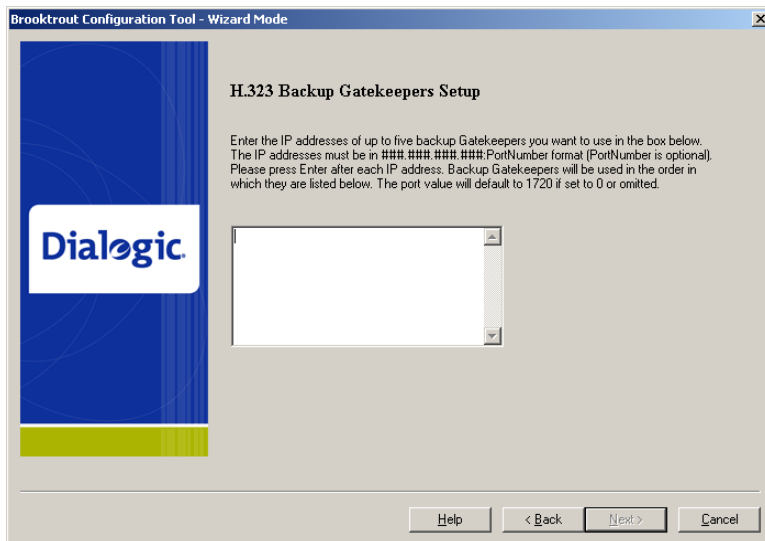 Brooktrout Configuration Tool - Wizard Mode
H.323 Backup Gatekeepers Setup
Enter the IP addresses of up to five backup Gatekeepers you want to use in the box below.
The IP addresses must be in ###.###.###.###:PortNumber format (PortNumber is optional).
Please press Enter after each IP address. Backup Gatekeepers will be used in the order in
which they are listed below. The port value will default to 1720 if set to 0 or omitted.
Dialogic.
Help
< Back
Next >
Cancel